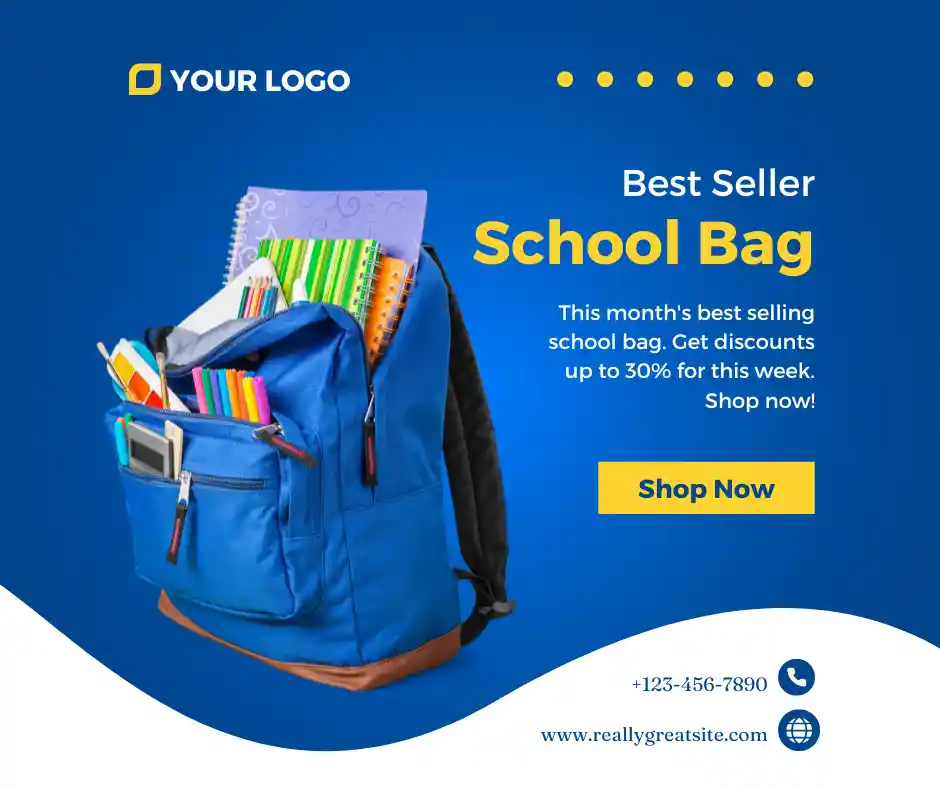 YOUR LOGO
Best Seller
School Bag
This month's best selling
school bag. Get discounts
up to 30% for this week.
Shop now!
Shop Now
+123-456-7890
www.reallygreatsite.com